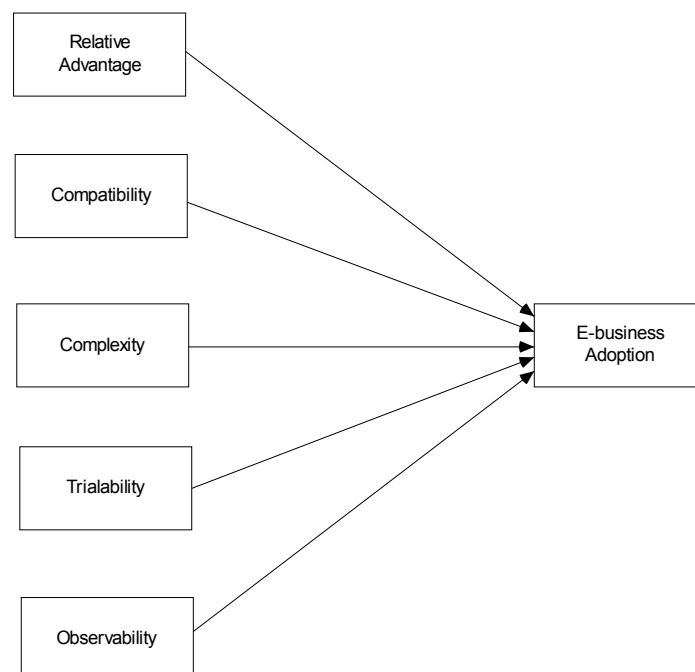 Relative
Advantage
Compatibility
Complexity
E-business
Adoption
Trialability
Observability